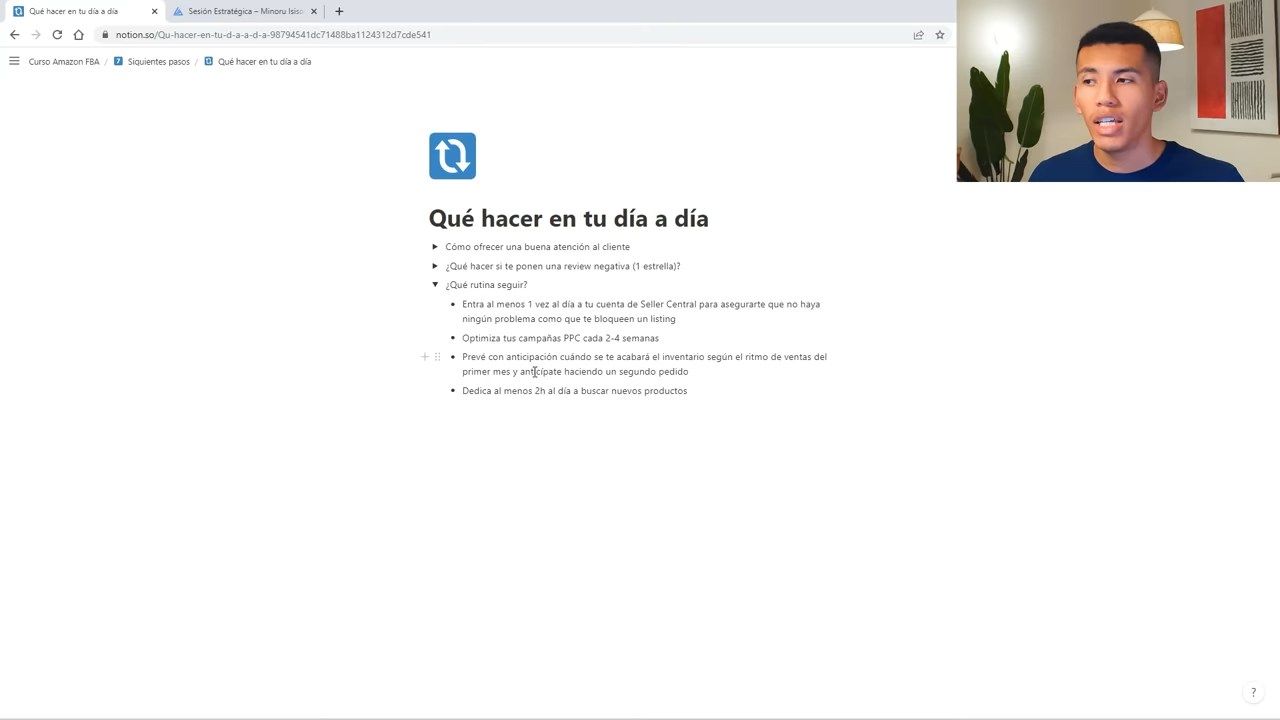 Qué hacer en tu día a día
Sesión Estratégica – Minoru Isisc
notion.so/Qu-hacer-en-tu-d-a-a-d-a-98794541dc71488ba1124312d7cde541
Curso Amazon FBA / 7 Siguientes pasos / Qué hacer en tu día a día
Qué hacer en tu día a día
Cómo ofrecer una buena atención al cliente
¿Qué hacer si te ponen una review negativa (1 estrella)?
¿Qué rutina seguir?
Entra al menos 1 vez al día a tu cuenta de Seller Central para asegurarte que no haya
ningún problema como que te bloqueen un listing
Optimiza tus campañas PPC cada 2-4 semanas
Prevé con anticipación cuándo se te acabará el inventario según el ritmo de ventas del
primer mes y anticípate haciendo un segundo pedido
Dedica al menos 2h al día a buscar nuevos productos
?